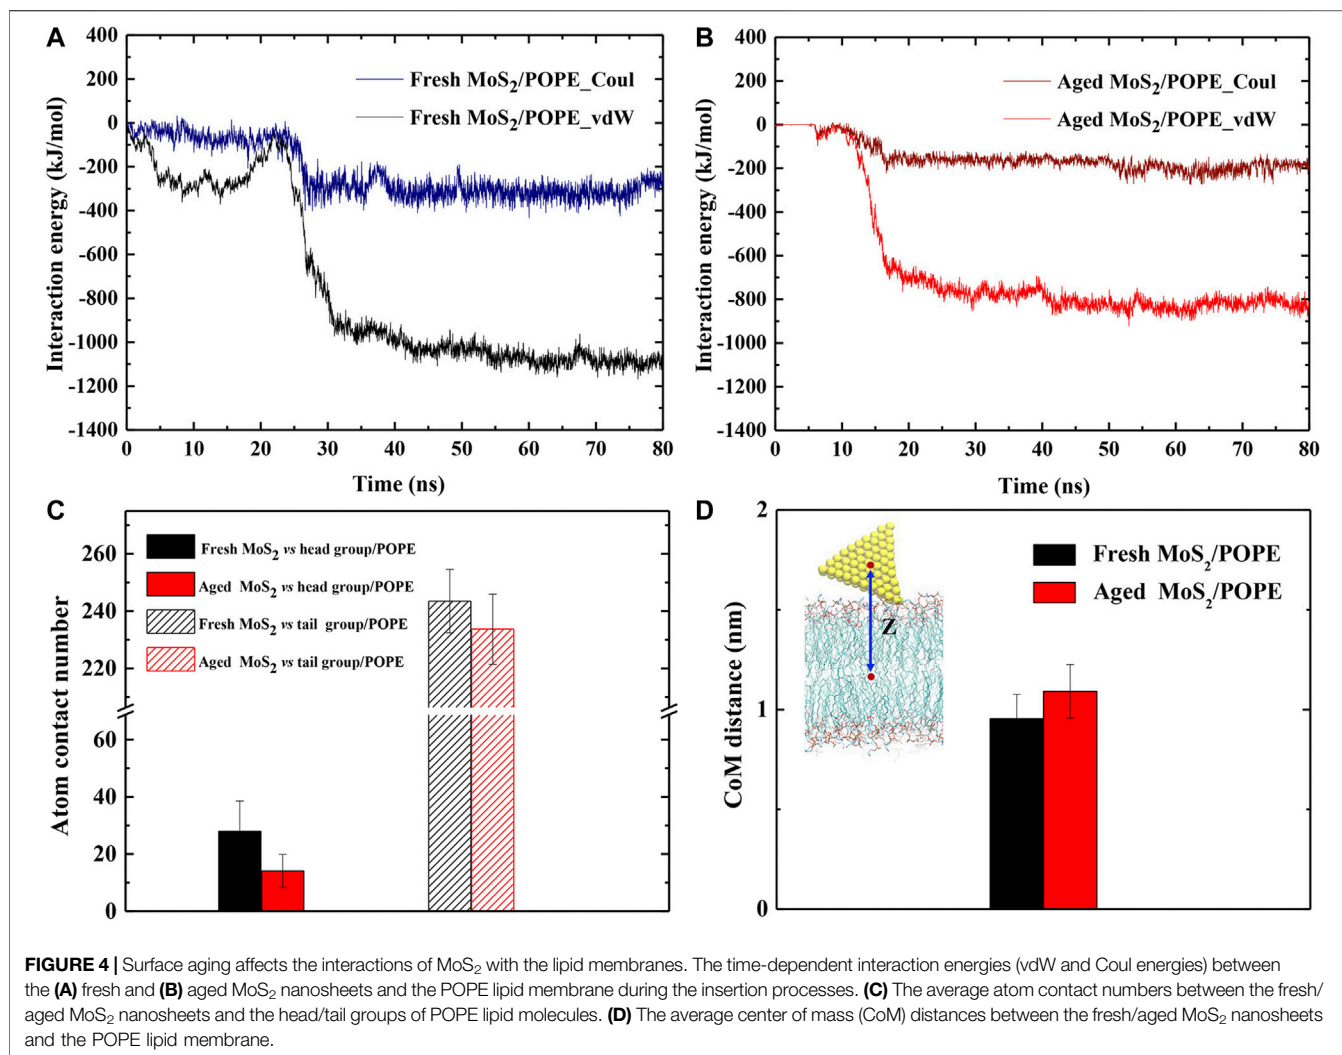 A
400
200
0
-200
-400
-600
-800
-1000
-1200
-1400
Interaction energy (kJ/mol)
Fresh MoS2/POPE_Coul
Fresh MoS2/POPE_vdW
0 10 20 30 40 50 60 70 80
Time (ns)
B
400
200
0
-200
-400
-600
-800
-1000
-1200
-1400
Interaction energy (kJ/mol)
Aged MoS2/POPE_Coul
Aged MoS2/POPE_vdW
0 10 20 30 40 50 60 70 80
Time (ns)
C
260
240
220
60
40
20
0
Atom contact number
Fresh MoS2 vs head group/POPE
Aged MoS2 vs head group/POPE
Fresh MoS2 vs tail group/POPE
Aged MoS2 vs tail group/POPE
D
2
1
0
CoM distance (nm)
Z
Fresh MoS2/POPE
Aged MoS2/POPE
FIGURE 4 | Surface aging affects the interactions of MoS2 with the lipid membranes. The time-dependent interaction energies (vdW and Coul energies) between
the (A) fresh and (B) aged MoS2 nanosheets and the POPE lipid membrane during the insertion processes. (C) The average atom contact numbers between the fresh/
aged MoS2 nanosheets and the head/tail groups of POPE lipid molecules. (D) The average center of mass (CoM) distances between the fresh/aged MoS2 nanosheets
and the POPE lipid membrane.